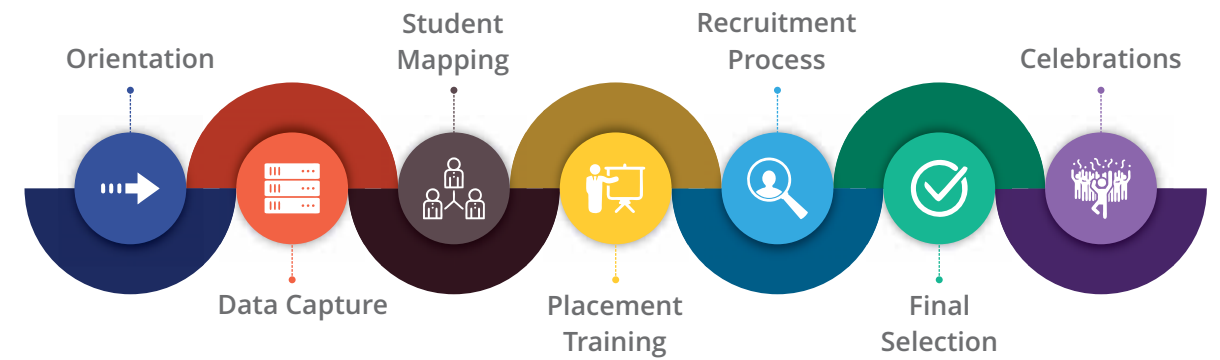 Orientation
Data Capture
Student
Mapping
Placement
Training
Recruitment
Process
Final
Selection
Celebrations